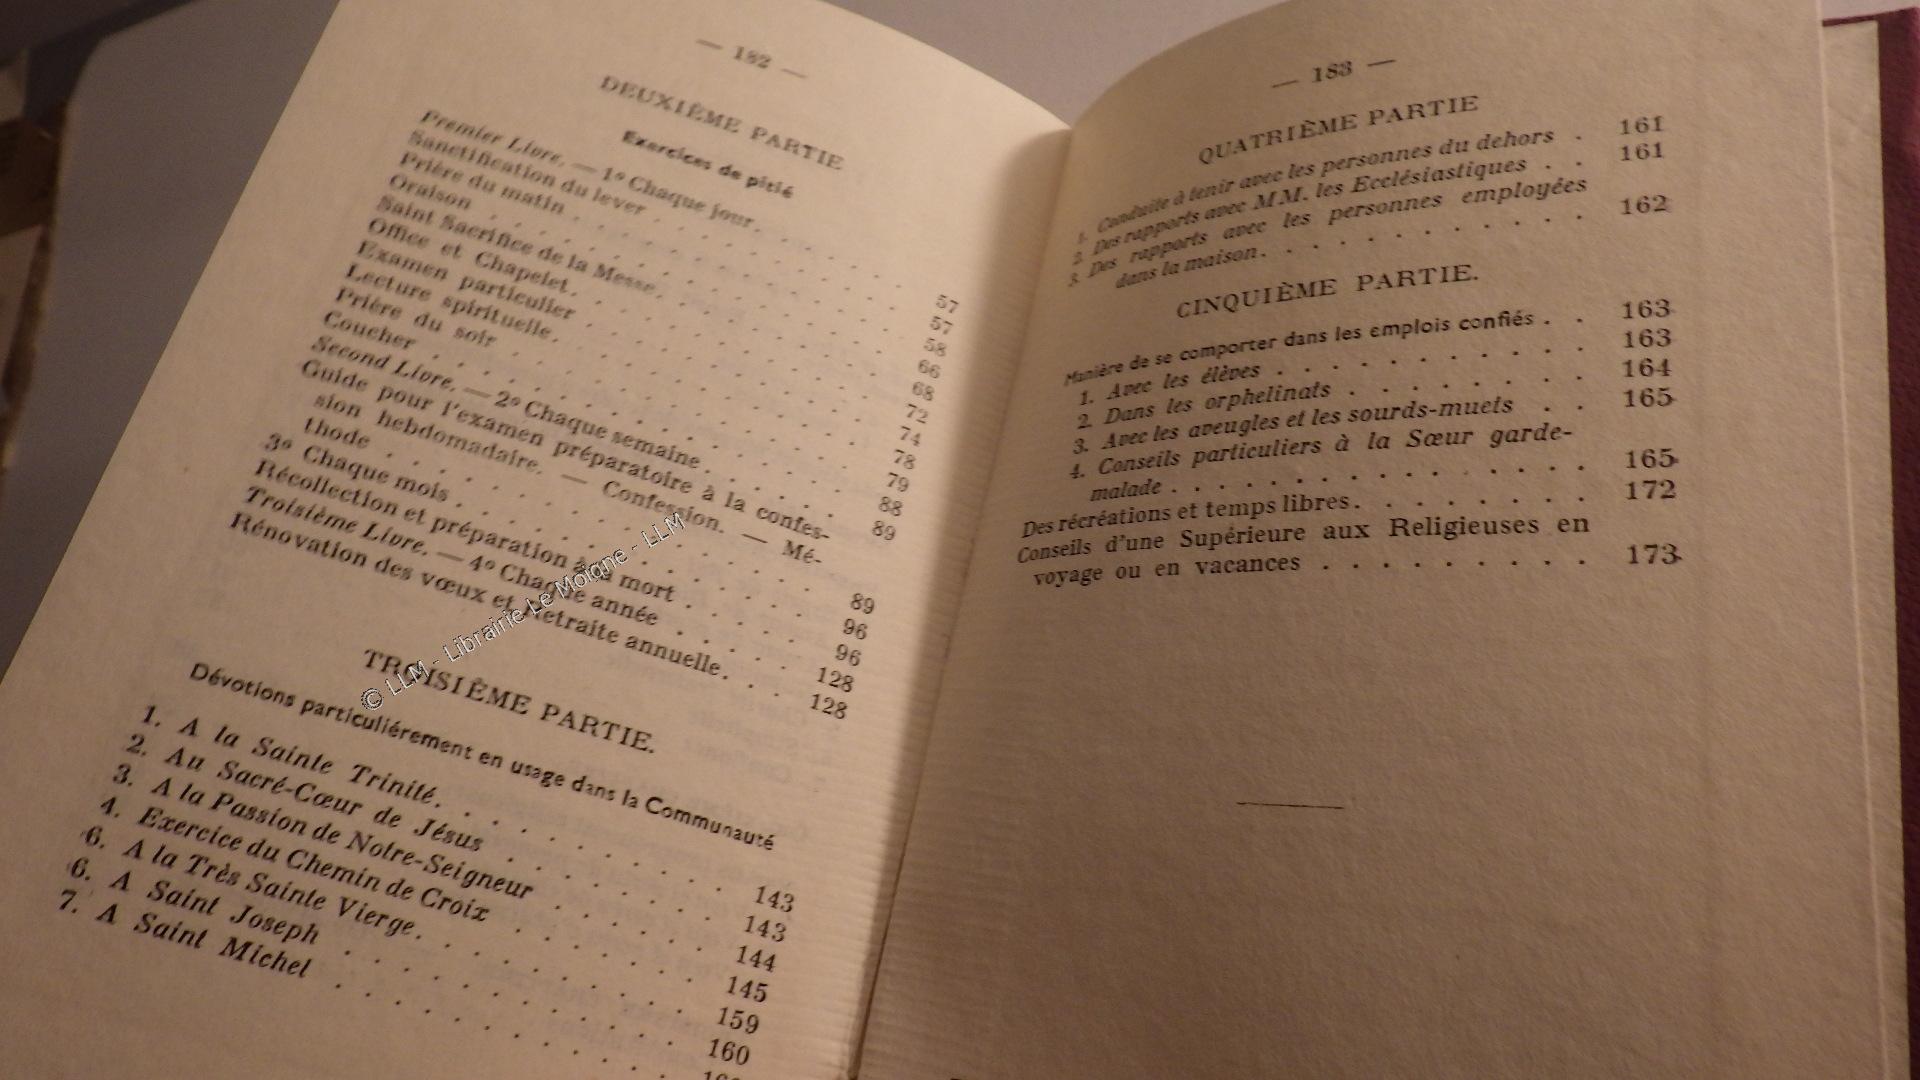 — 182 —
DEUXIÈME PARTIE
Exercices de pitié
Premier Livre. — 1º Chaque jour. . . . 57
Sanctification du lever . . . . . . . 57
Prière du matin . . . . . . . . . 58
Oraison . . . . . . . . . . . . 66
Saint Sacrifice de la Messe. . . . . . . 68
Office et Chapelet. . . . . . . . . 72
Examen particulier . . . . . . . . 74
Lecture spirituelle. . . . . . . . . 78
Prière du soir . . . . . . . . . . 79
Coucher . . . . . . . . . . . . 88
Second Livre. — 2º Chaque semaine. . . . 89
Guide pour l'examen préparatoire à la confes-
sion hebdomadaire. — Confession. — Mé-
thode . . . . . . . . . . . . 89
3º Chaque mois . . . . . . . . . 96
Récollection et préparation à la mort . . . . 96
Troisième Livre. — 4º Chaque année . . . . 128
Rénovation des vœux et Retraite annuelle. . . 128
TROISIÈME PARTIE.
Dévotions particuliérement en usage dans la Communauté
1. A la Sainte Trinité. . . . . . . . 143
2. Au Sacré-Cœur de Jésus . . . . . . 143
3. A la Passion de Notre-Seigneur . . . . 144
4. Exercice du Chemin de Croix . . . . . 145
5. A la Très Sainte Vierge. . . . . . . 159
6. A Saint Joseph . . . . . . . . . 160
7. A Saint Michel . . . . . . . . .
— 183 —
QUATRIÈME PARTIE
1. Conduite à tenir avec les personnes du dehors . 161
2. Des rapports avec MM. les Ecclésiastiques . . 161
3. Des rapports avec les personnes employées
dans la maison. . . . . . . . . . . 162
CINQUIÈME PARTIE.
Manière de se comporter dans les emplois confiés . . 163
1. Avec les élèves . . . . . . . . . . 163
2. Dans les orphelinats . . . . . . . . 164
3. Avec les aveugles et les sourds-muets . . 165
4. Conseils particuliers à la Sœur garde-
malade . . . . . . . . . . . . . 165
Des récréations et temps libres. . . . . . . . 172
Conseils d'une Supérieure aux Religieuses en
voyage ou en vacances . . . . . . . . . 173
© LLM - Librairie Le Moigne - LLM